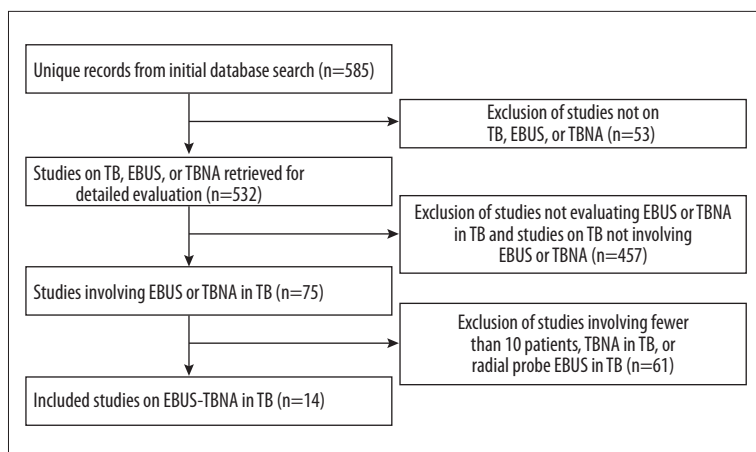 Unique records from initial database search (n=585)
Exclusion of studies not on
TB, EBUS, or TBNA (n=53)
Studies on TB, EBUS, or TBNA retrieved for
detailed evaluation (n=532)
Exclusion of studies not evaluating EBUS or TBNA
in TB and studies on TB not involving
EBUS or TBNA (n=457)
Studies involving EBUS or TBNA in TB (n=75)
Exclusion of studies involving fewer
than 10 patients, TBNA in TB, or
radial probe EBUS in TB (n=61)
Included studies on EBUS-TBNA in TB (n=14)